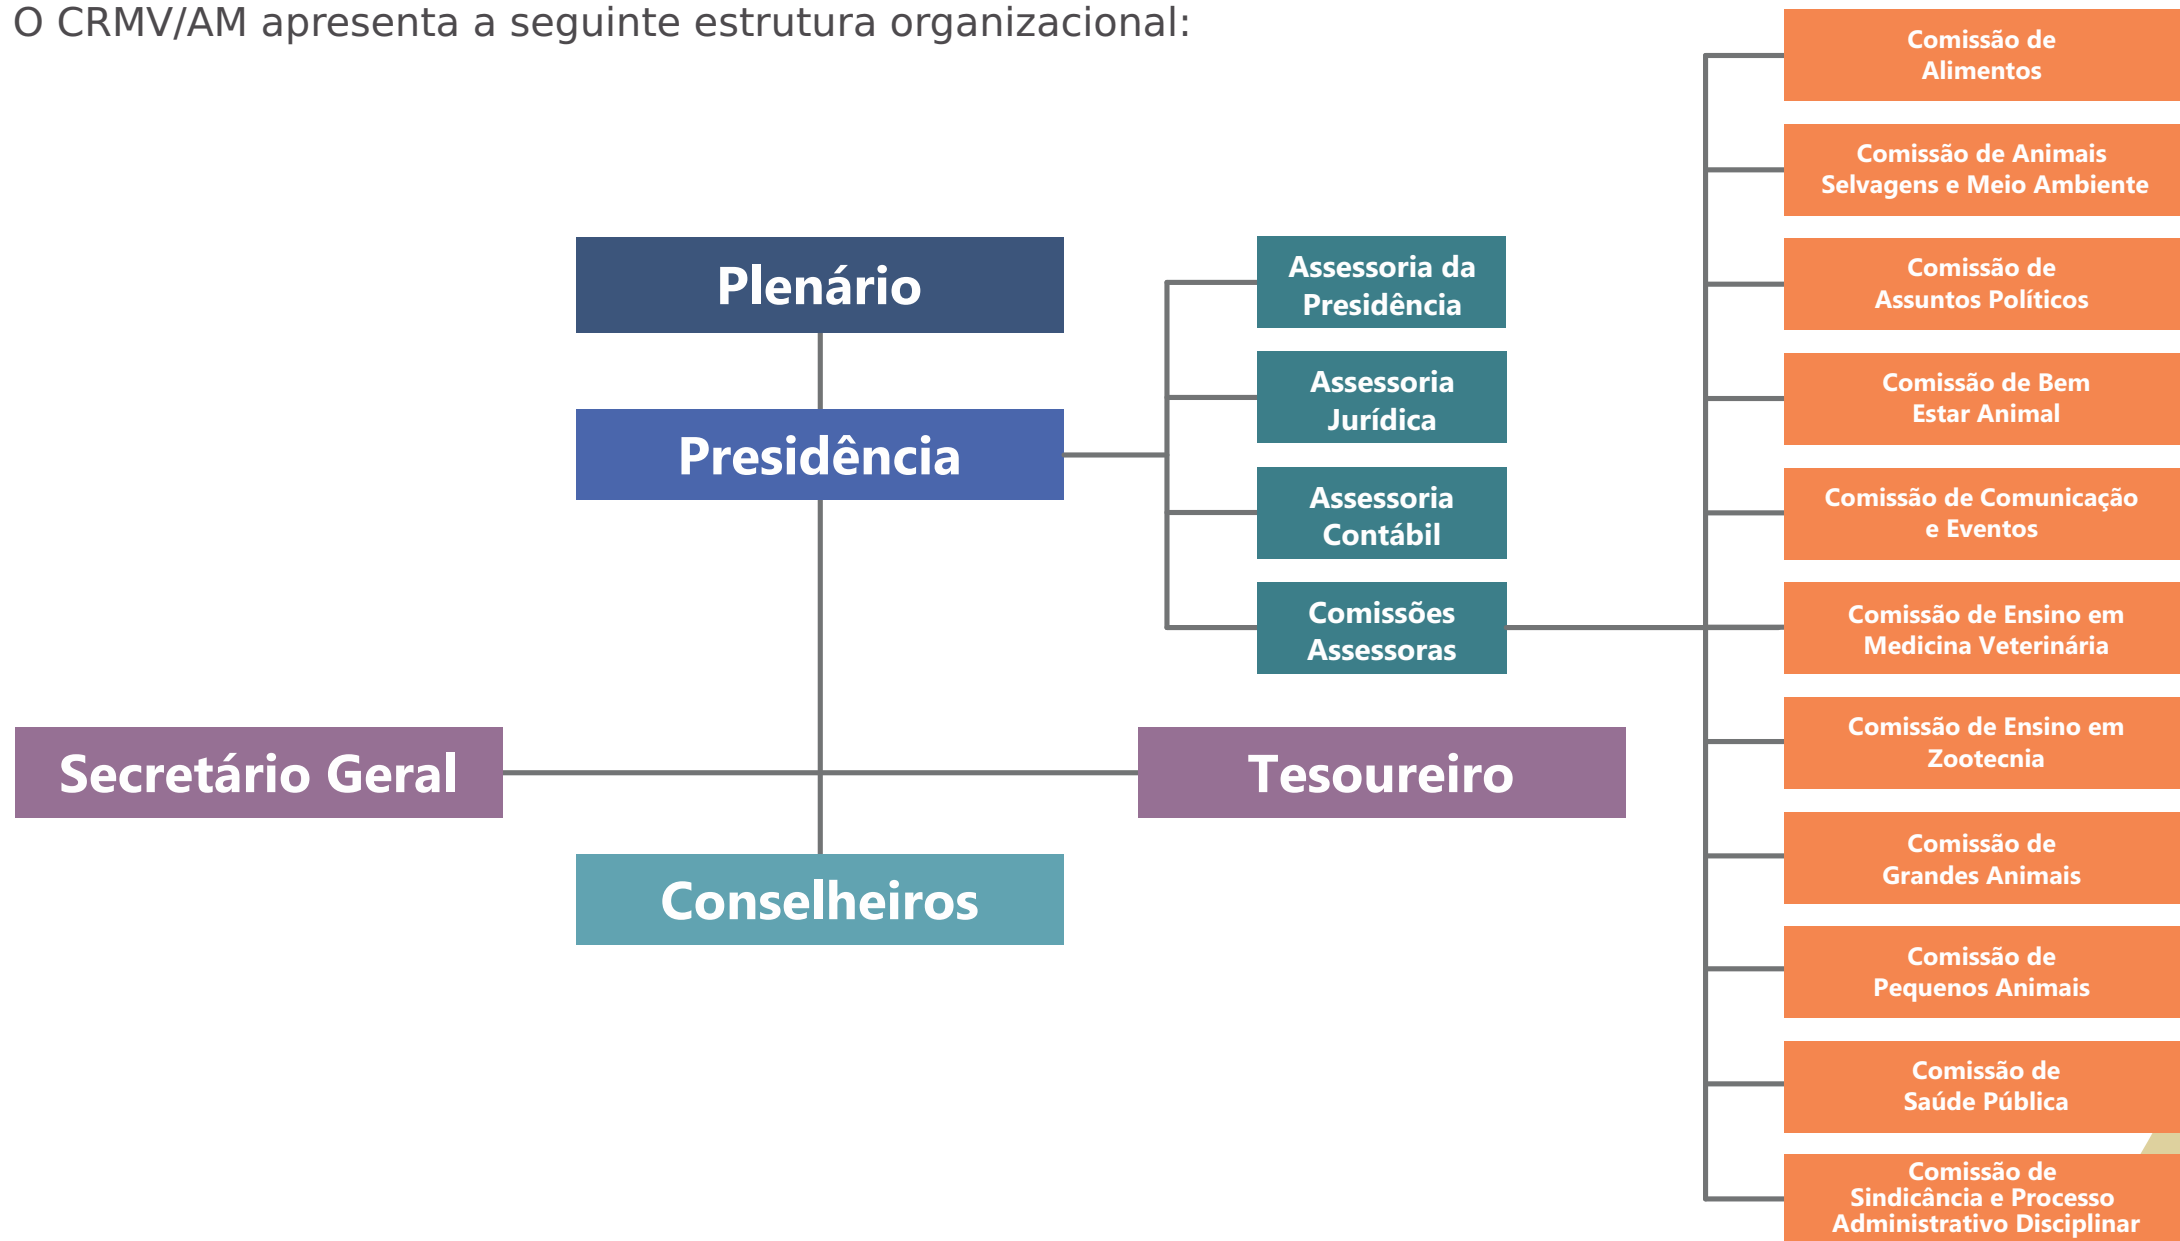 O CRMV/AM apresenta a seguinte estrutura organizacional:
Plenário
Presidência
Secretário Geral
Tesoureiro
Conselheiros
Assessoria da
Presidência
Assessoria
Jurídica
Assessoria
Contábil
Comissões
Assessoras
Comissão de
Alimentos
Comissão de Animais
Selvagens e Meio Ambiente
Comissão de
Assuntos Políticos
Comissão de Bem
Estar Animal
Comissão de Comunicação
e Eventos
Comissão de Ensino em
Medicina Veterinária
Comissão de Ensino em
Zootecnia
Comissão de
Grandes Animais
Comissão de
Pequenos Animais
Comissão de
Saúde Pública
Comissão de
Sindicância e Processo
Administrativo Disciplinar